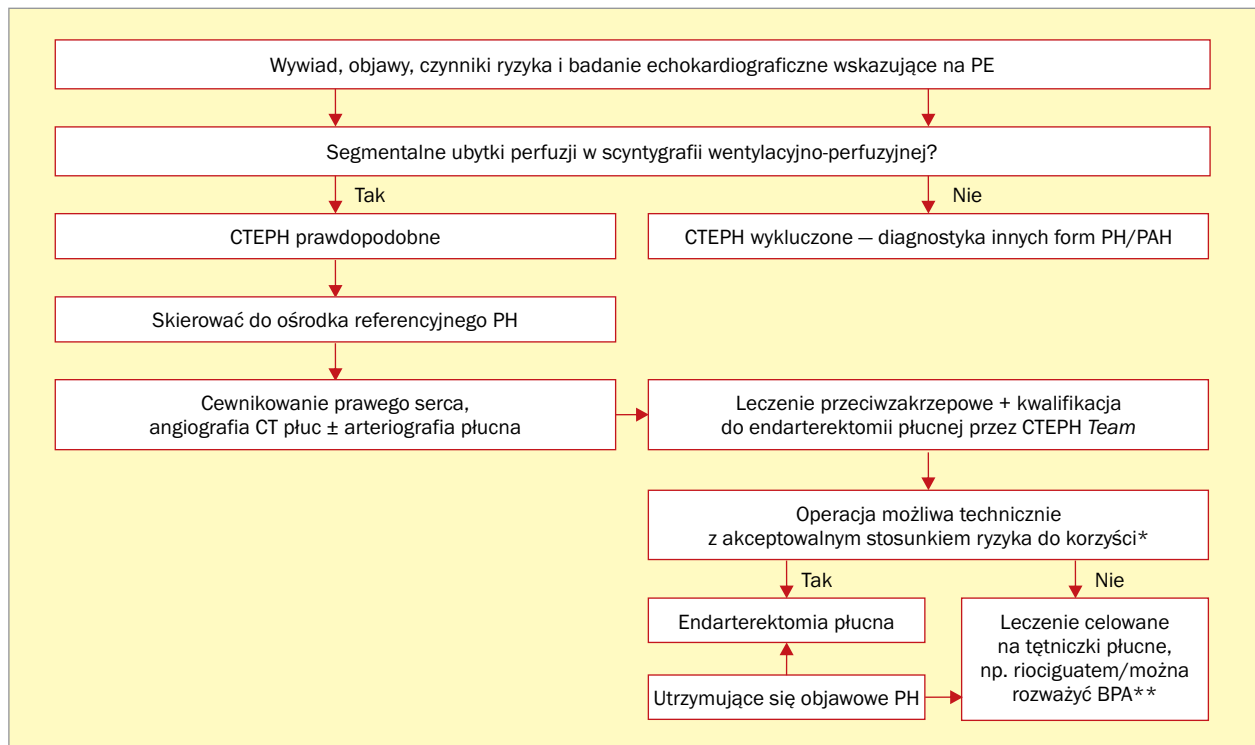 Wywiad, objawy, czynniki ryzyka i badanie echokardiograficzne wskazujące na PE
Segmentalne ubytki perfuzji w scyntygrafii wentylacyjno-perfuzyjnej?
Tak
Nie
CTEPH prawdopodobne
CTEPH wykluczone — diagnostyka innych form PH/PAH
Skierować do ośrodka referencyjnego PH
Cewnikowanie prawego serca,
angiografia CT płuc ± arteriografia płucna
Leczenie przeciwzakrzepowe + kwalifikacja
do endarterektomii płucnej przez CTEPH Team
Operacja możliwa technicznie
z akceptowalnym stosunkiem ryzyka do korzyści*
Tak
Nie
Endarterektomia płucna
Leczenie celowane
na tętniczki płucne,
np. riociguatem/można
rozważyć BPA**
Utrzymujące się objawowe PH